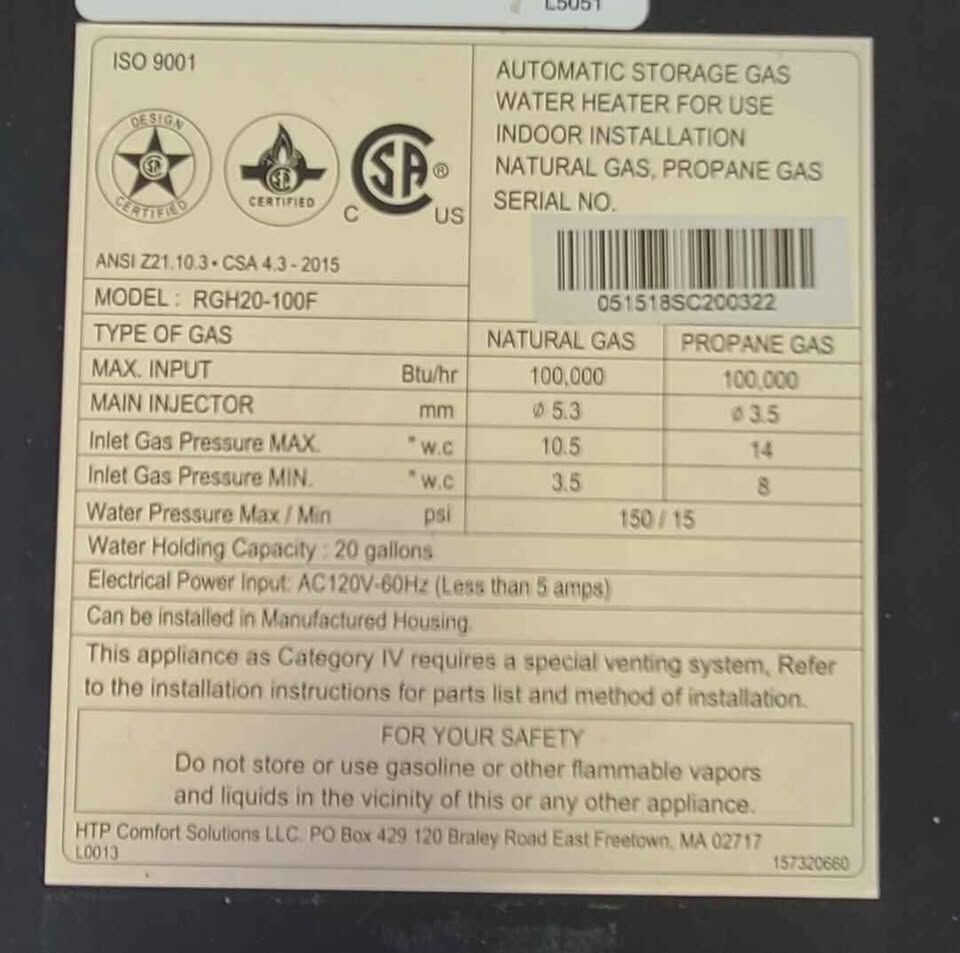 L5051
ISO 9001
DESIGN
SA
CERTIFIED
SA
CERTIFIED
SA ®
C US
ANSI Z21.10.3 • CSA 4.3 - 2015
MODEL : RGH20-100F
AUTOMATIC STORAGE GAS
WATER HEATER FOR USE
INDOOR INSTALLATION
NATURAL GAS, PROPANE GAS
SERIAL NO.
051518SC200322
TYPE OF GAS NATURAL GAS PROPANE GAS
MAX. INPUT Btu/hr 100,000 100,000
MAIN INJECTOR mm Ø 5.3 Ø 3.5
Inlet Gas Pressure MAX. " w.c 10.5 14
Inlet Gas Pressure MIN. " w.c 3.5 8
Water Pressure Max / Min psi 150 / 15
Water Holding Capacity : 20 gallons
Electrical Power Input: AC120V-60Hz (Less than 5 amps)
Can be installed in Manufactured Housing.
This appliance as Category IV requires a special venting system, Refer
to the installation instructions for parts list and method of installation.
FOR YOUR SAFETY
Do not store or use gasoline or other flammable vapors
and liquids in the vicinity of this or any other appliance.
HTP Comfort Solutions LLC. PO Box 429 120 Braley Road East Freetown, MA 02717
L0013 157320660